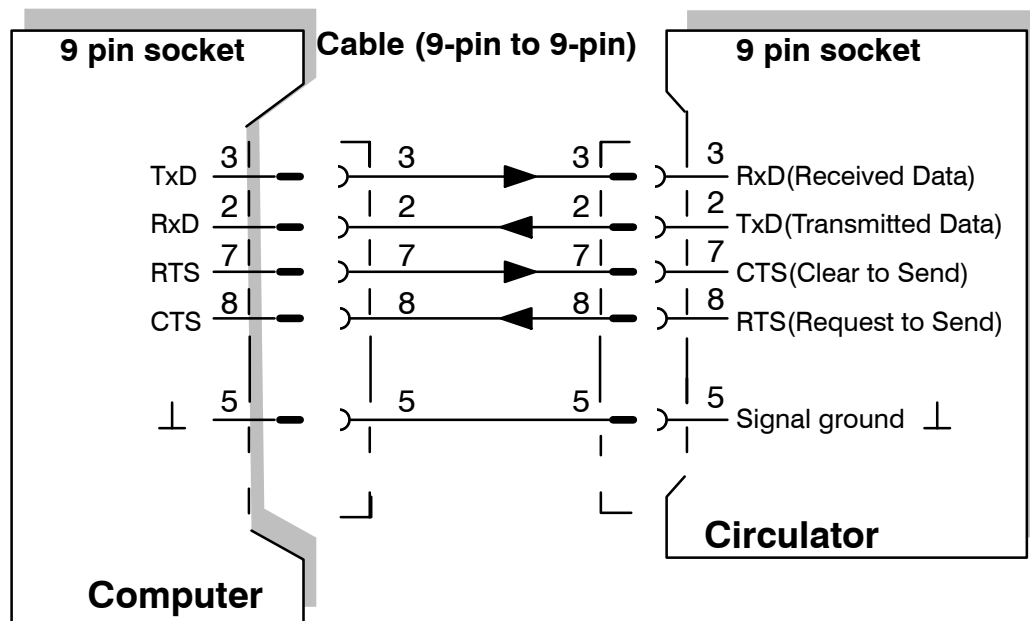 9 pin socket Cable (9-pin to 9-pin) 9 pin socket
TxD 3 3 3 3 RxD(Received Data)
RxD 2 2 2 2 TxD(Transmitted Data)
RTS 7 7 7 7 CTS(Clear to Send)
CTS 8 8 8 8 RTS(Request to Send)
5 5 5 5 Signal ground
Circulator
Computer